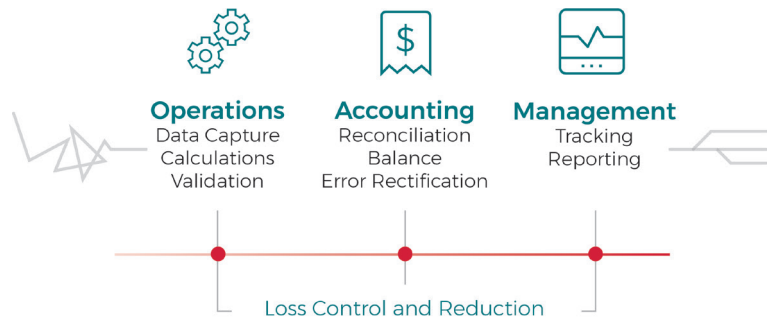 $
Operations
Data Capture
Calculations
Validation
Accounting
Reconciliation
Balance
Error Rectification
Management
Tracking
Reporting
Loss Control and Reduction